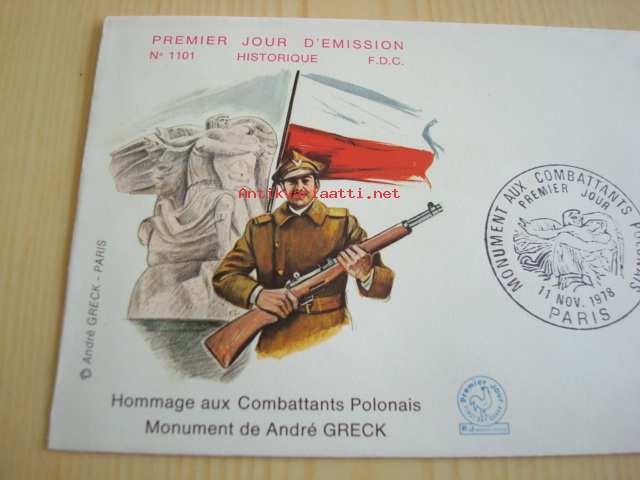 PREMIER JOUR D'EMISSION
N° 1101 HISTORIQUE F.D.C.
Antikvariaatti.net
MONUMENT AUX COMBATTANTS POLONAIS
PREMIER JOUR
11 NOV. 1978
PARIS
© André GRECK - PARIS
Hommage aux Combattants Polonais
Monument de André GRECK
Premier Jour